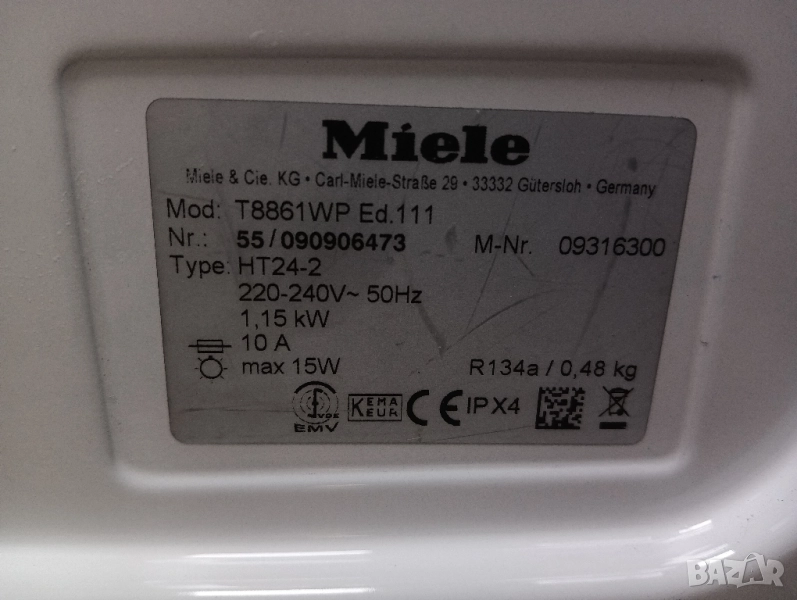 Miele
Miele & Cie. KG • Carl-Miele-Straße 29 • 33332 Gütersloh • Germany
Mod: T8861WP Ed.111
Nr.: 55/090906473 M-Nr. 09316300
Type: HT24-2
220-240V~ 50Hz
1,15 kW
10 A
max 15W R134a / 0,48 kg
VDE EMV KEMA KEUR CE IPX4
BAZAR